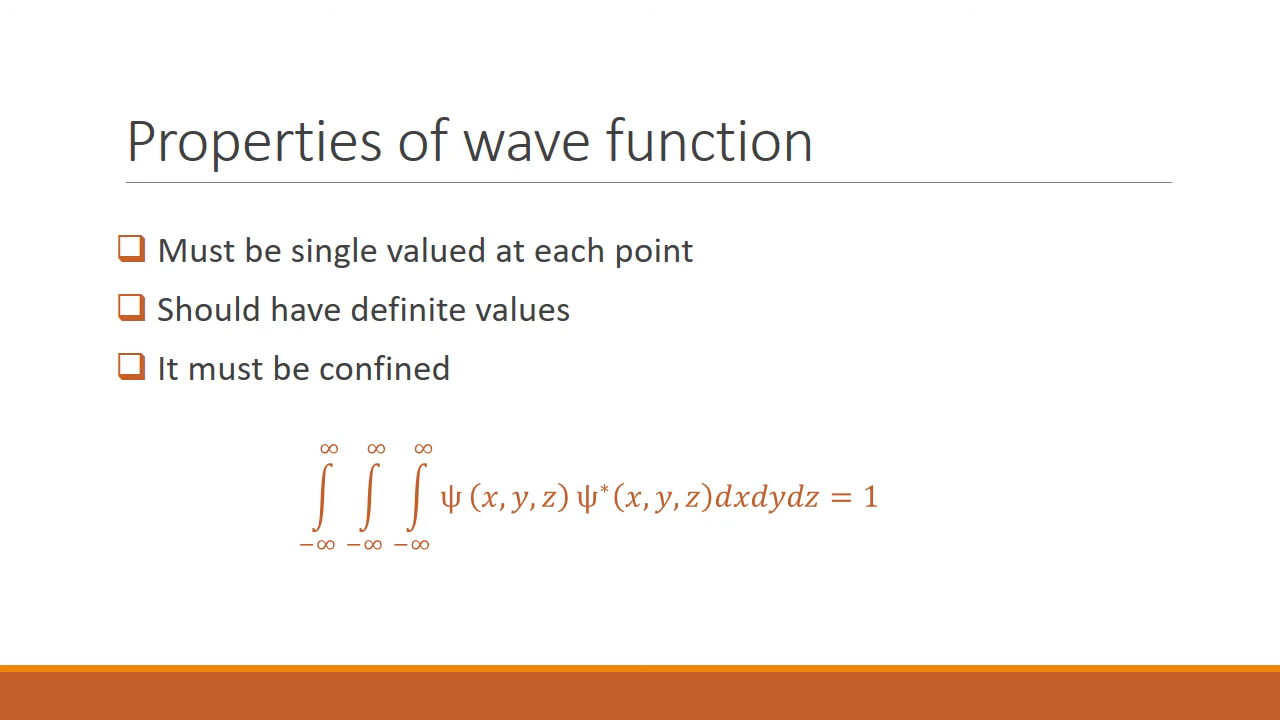 Properties of wave function
❑ Must be single valued at each point
❑ Should have definite values
❑ It must be confined
∞ ∞ ∞
∫ ∫ ∫ ψ (x, y, z) ψ*(x, y, z)dxdydz = 1
−∞ −∞ −∞